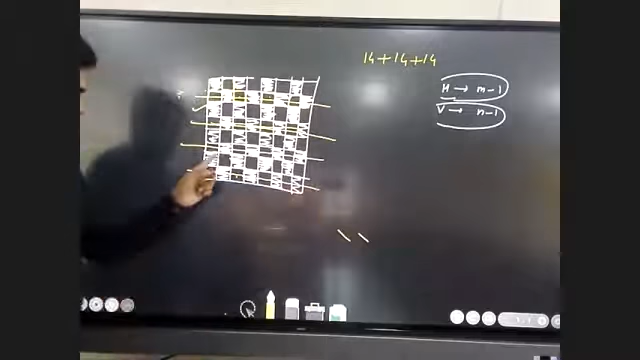 14+14+14
H → m-1
V → n-1